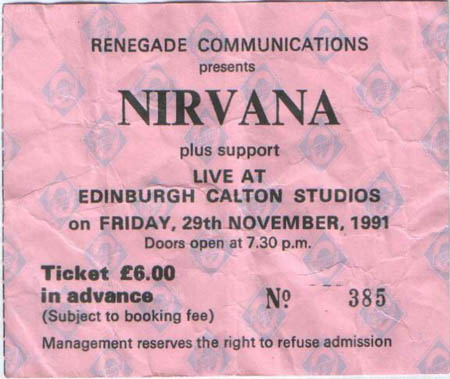 RENEGADE COMMUNICATIONS
presents
NIRVANA
plus support
LIVE AT
EDINBURGH CALTON STUDIOS
on FRIDAY, 29th NOVEMBER, 1991
Doors open at 7.30 p.m.
Ticket £6.00
in advance
Nº 385
(Subject to booking fee)
Management reserves the right to refuse admission